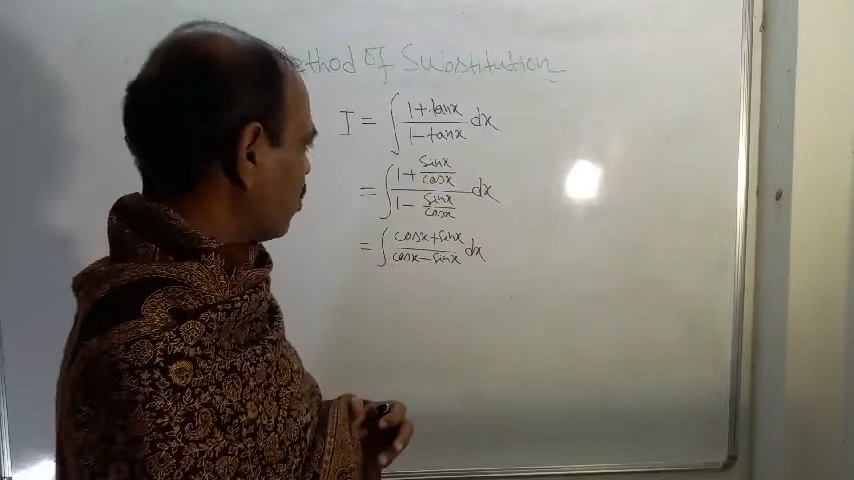 ethod Of Substitution
I = ∫ (1+tanx)/(1-tanx) dx
= ∫ (1+ sinx/cosx)/(1- sinx/cosx) dx
= ∫ (cosx+sinx)/(cosx-sinx) dx